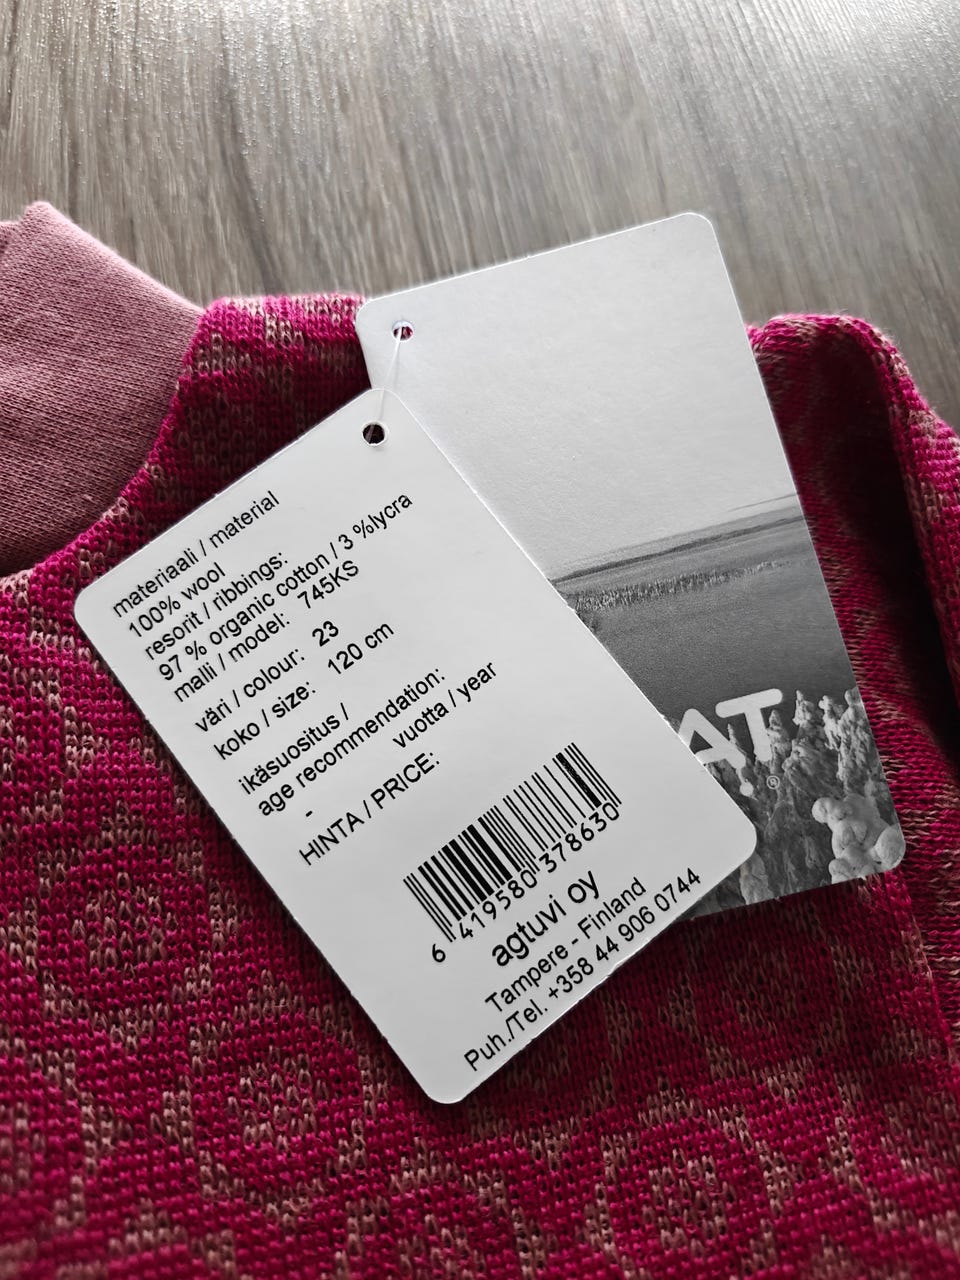 materiaali / material
100% wool
resorit / ribbings:
97 % organic cotton / 3 %lycra
malli / model: 745KS
väri / colour: 23
koko / size: 120 cm
ikäsuositus /
age recommendation:
- vuotta / year
HINTA / PRICE:
6 419580 378630
agtuvi oy
Tampere - Finland
Puh./Tel. +358 44 906 0744
AT
®